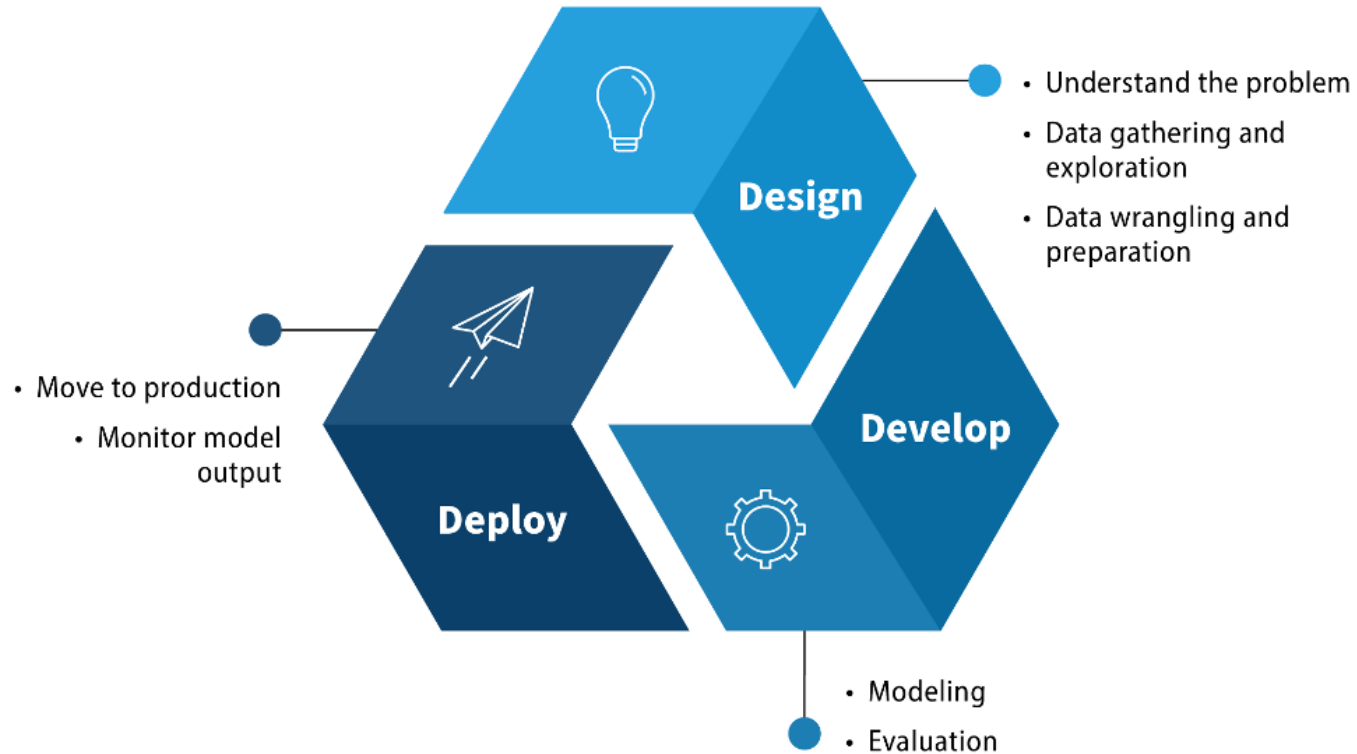 • Understand the problem
• Data gathering and
exploration
• Data wrangling and
preparation
Design
Develop
• Move to production
• Monitor model
output
Deploy
• Modeling
• Evaluation